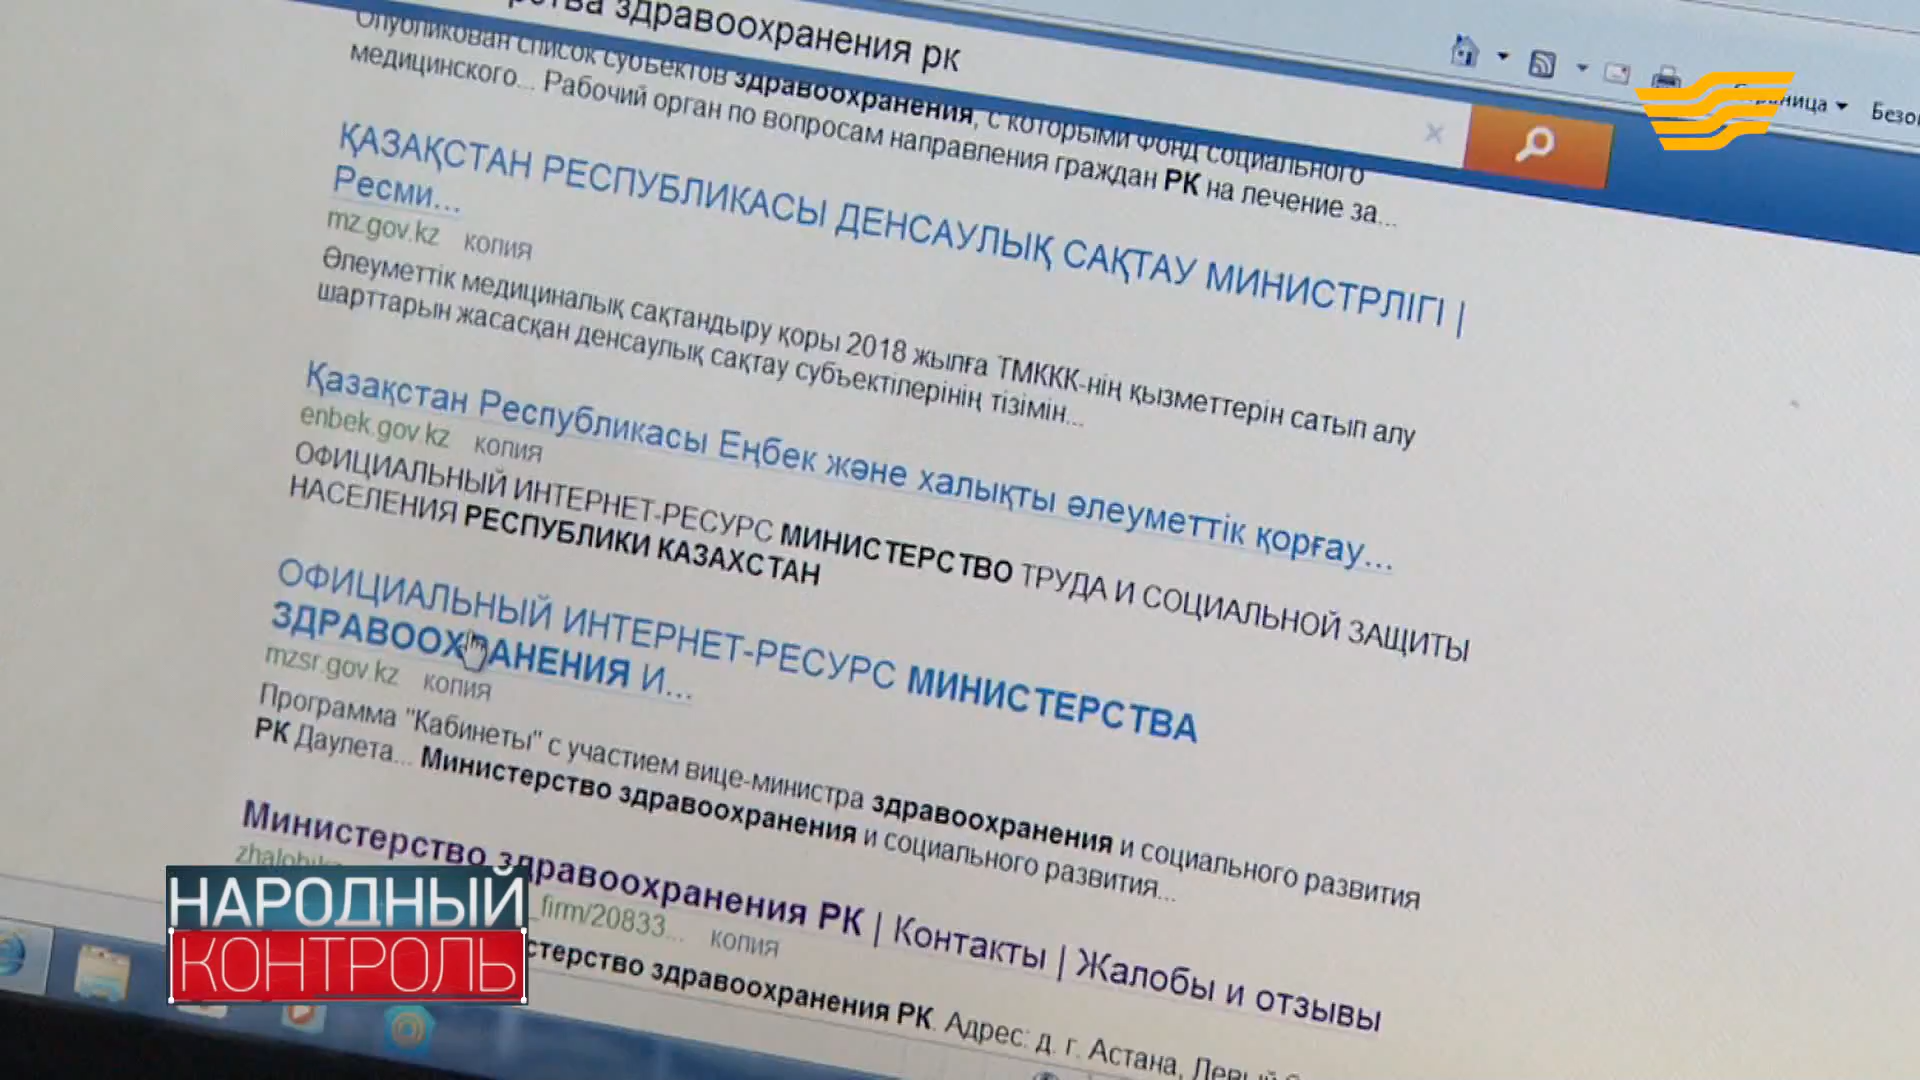 здравоохранения рк
Опубликован список субъектов здравоохранения, с которыми Фонд социального
медицинского... Рабочий орган по вопросам направления граждан РК на лечение за...
ҚАЗАҚСТАН РЕСПУБЛИКАСЫ ДЕНСАУЛЫҚ САҚТАУ МИНИСТРЛІГІ |
Ресми...
mz.gov.kz копия
Әлеуметтік медициналық сақтандыру қоры 2018 жылға ТМККК-нің қызметтерін сатып алу
шарттарын жасасқан денсаулық сақтау субъектілерінің тізімін...
Қазақстан Республикасы Еңбек және халықты әлеуметтік қорғау...
enbek.gov.kz копия
ОФИЦИАЛЬНЫЙ ИНТЕРНЕТ-РЕСУРС МИНИСТЕРСТВО ТРУДА И СОЦИАЛЬНОЙ ЗАЩИТЫ
НАСЕЛЕНИЯ РЕСПУБЛИКИ КАЗАХСТАН
ОФИЦИАЛЬНЫЙ ИНТЕРНЕТ-РЕСУРС МИНИСТЕРСТВА
ЗДРАВООХРАНЕНИЯ И...
mzsr.gov.kz копия
Программа "Кабинеты" с участием вице-министра здравоохранения и социального развития
РК Даулета... Министерство здравоохранения и социального развития...
Министерство здравоохранения РК | Контакты | Жалобы и отзывы
_firm/20833... копия
здравоохранения РК. Адрес: д. г. Астана, Левый
НАРОДНЫЙ
КОНТРОЛЬ